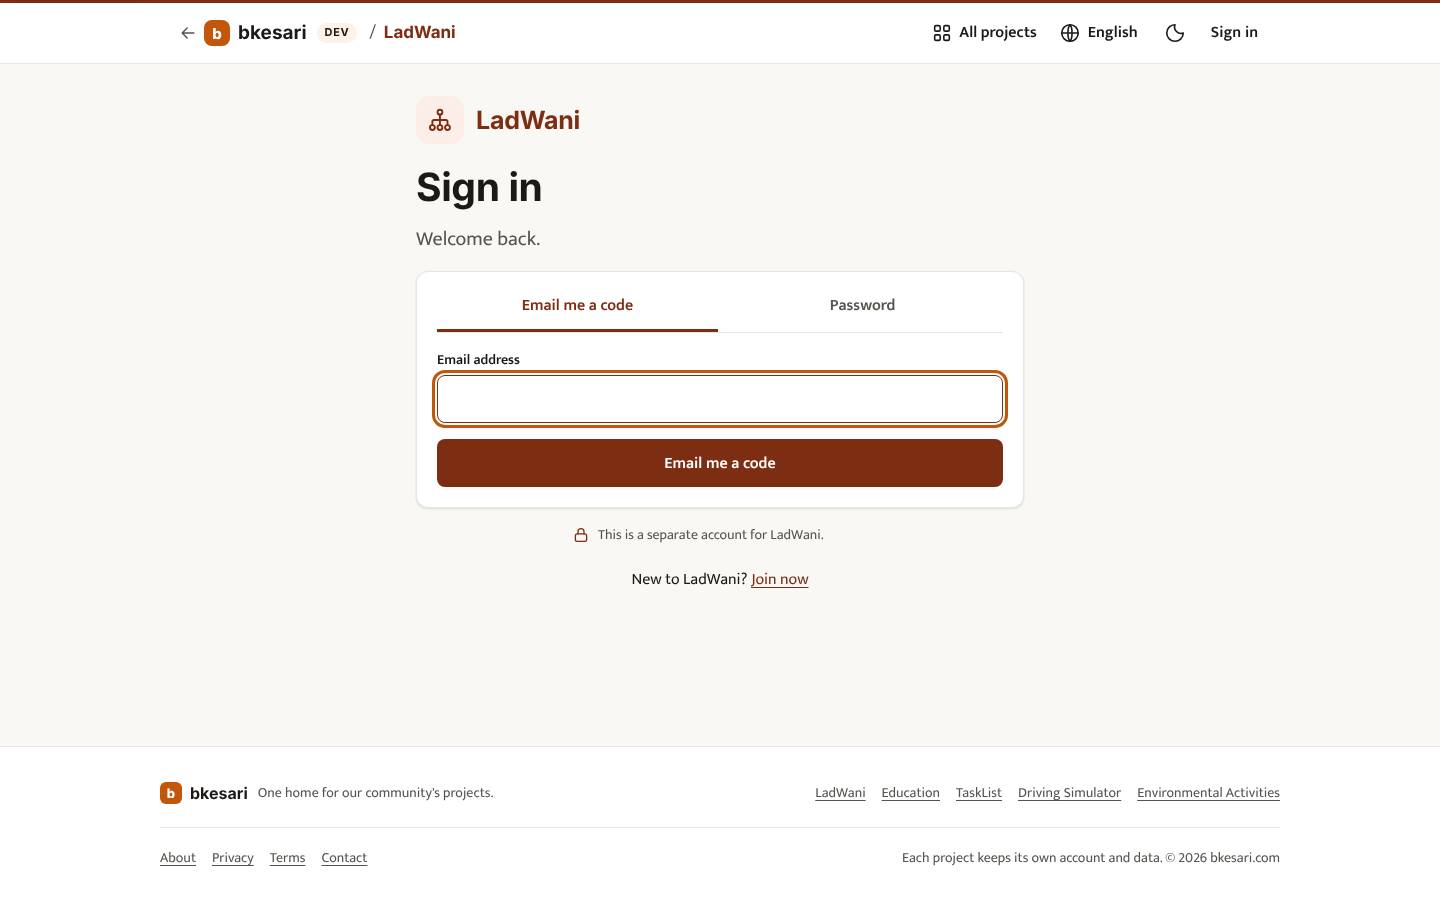 b bkesari DEV / LadWani
All projects English Sign in
LadWani
Sign in
Welcome back.
Email me a code Password
Email address
Email me a code
This is a separate account for LadWani.
New to LadWani? Join now
b bkesari One home for our community's projects.
LadWani Education TaskList Driving Simulator Environmental Activities
About Privacy Terms Contact
Each project keeps its own account and data. © 2026 bkesari.com